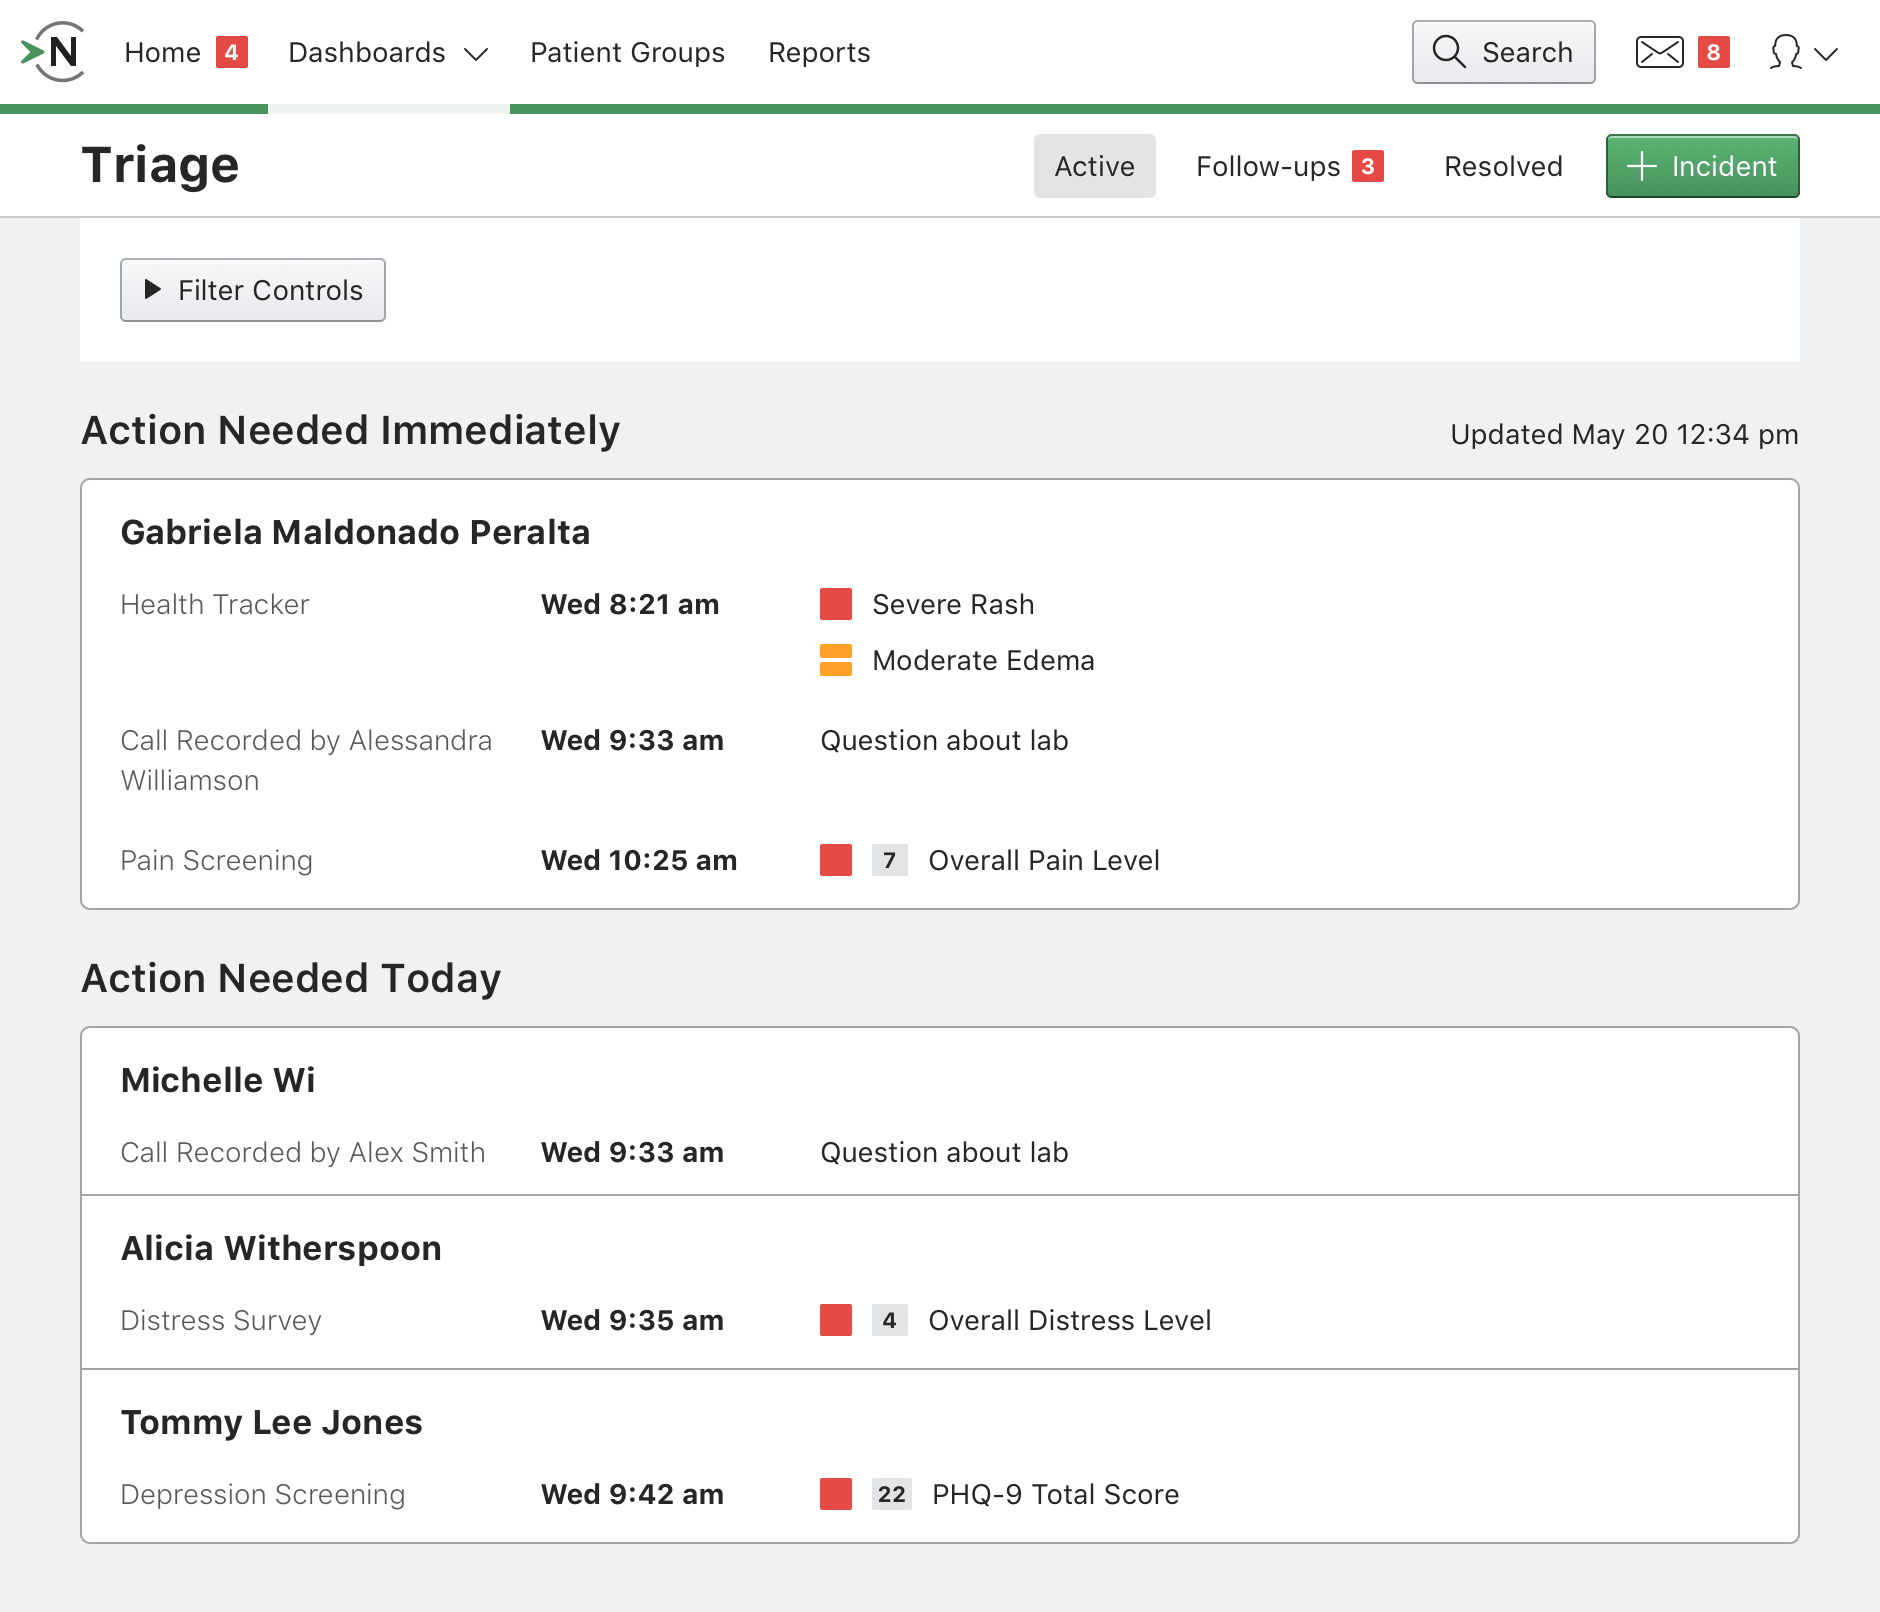 N Home 4 Dashboards Patient Groups Reports Search 8
Triage Active Follow-ups 3 Resolved + Incident
Filter Controls
Action Needed Immediately Updated May 20 12:34 pm
Gabriela Maldonado Peralta
Health Tracker Wed 8:21 am Severe Rash
Moderate Edema
Call Recorded by Alessandra Wed 9:33 am Question about lab
Williamson
Pain Screening Wed 10:25 am 7 Overall Pain Level
Action Needed Today
Michelle Wi
Call Recorded by Alex Smith Wed 9:33 am Question about lab
Alicia Witherspoon
Distress Survey Wed 9:35 am 4 Overall Distress Level
Tommy Lee Jones
Depression Screening Wed 9:42 am 22 PHQ-9 Total Score